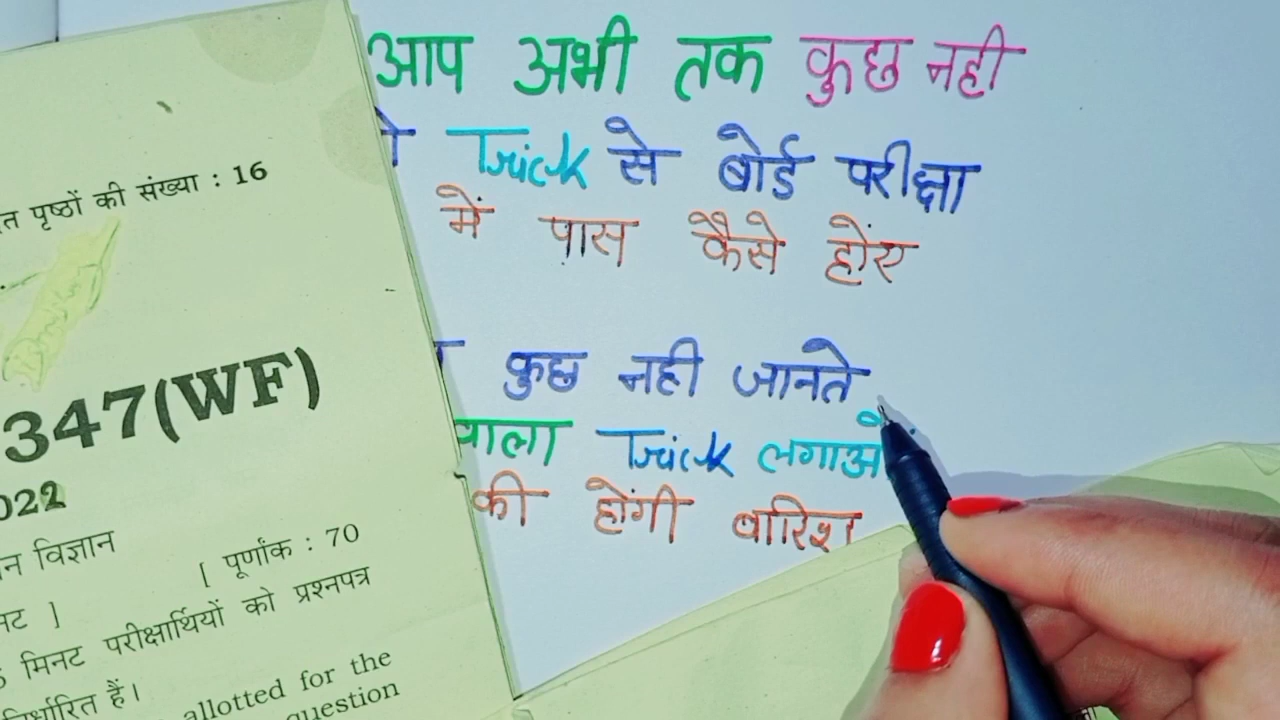 आप अभी तक कुछ नही
Trick से बोर्ड परीक्षा
में पास कैसे होंए
कुछ नही जानते
वाला Trick लगाओ
की होंगी बारिश
त पृष्ठों की संख्या : 16
347(WF)
2022
विज्ञान
[ पूर्णांक : 70
मिनट परीक्षार्थियों को प्रश्नपत्र
निर्धारित हैं।
allotted for the
question